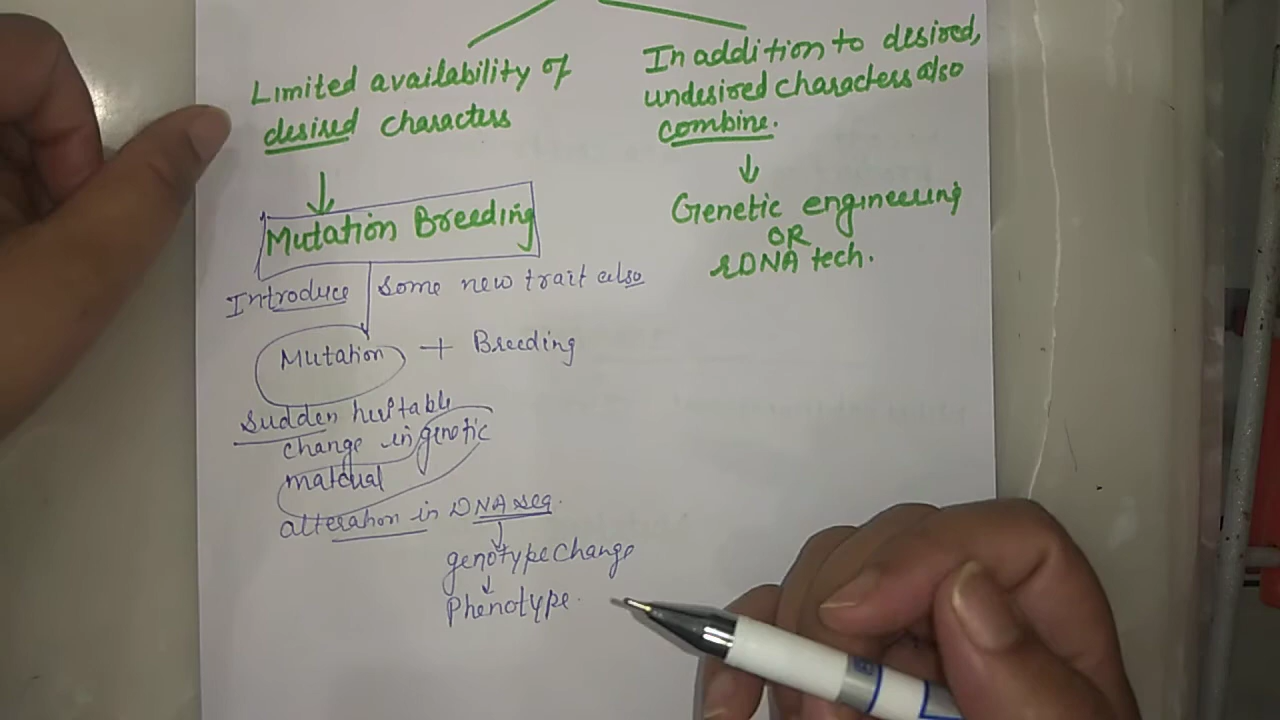 Limited availability of
desired characters
Mutation Breeding
Introduce some new trait also
Mutation + Breeding
sudden heritable
change in genetic
material
alteration in DNA seq.
genotype change
Phenotype.
In addition to desired,
undesired characters also
combine.
Genetic engineering
OR
rDNA tech.